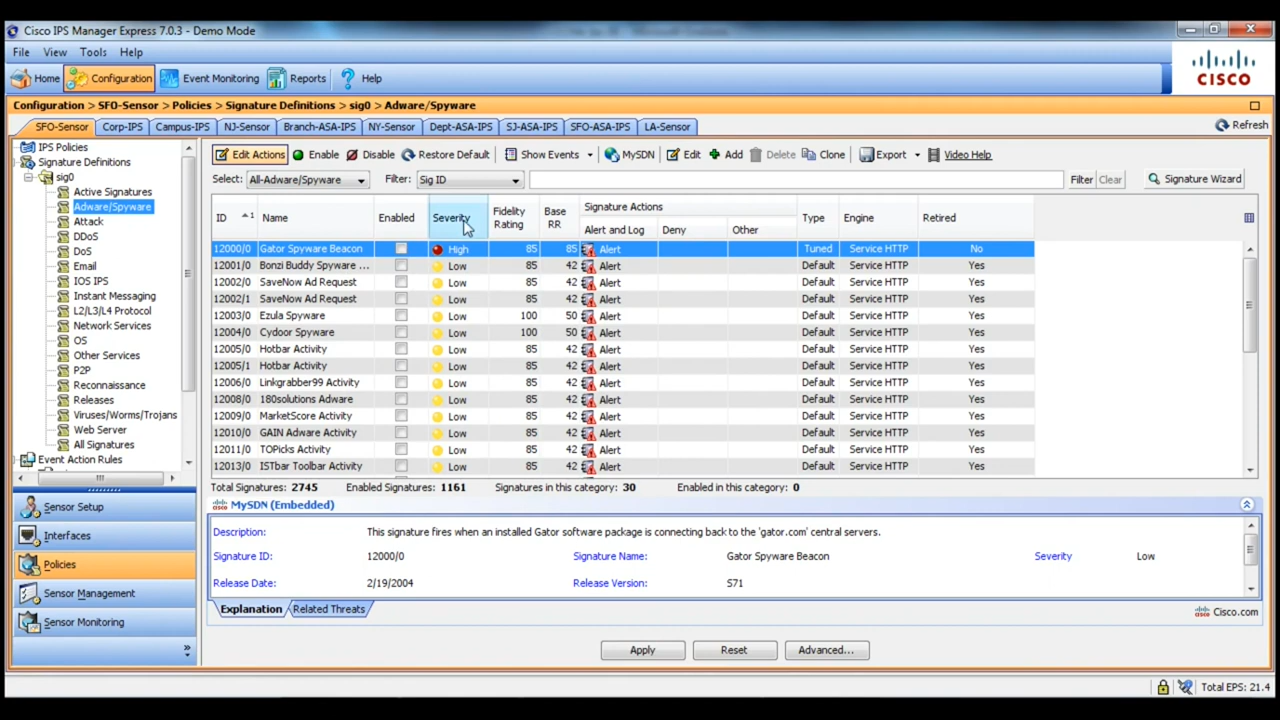 Cisco IPS Manager Express 7.0.3 - Demo Mode
File View Tools Help
Home Configuration Event Monitoring Reports Help
CISCO
Configuration > SFO-Sensor > Policies > Signature Definitions > sig0 > Adware/Spyware
SFO-Sensor Corp-IPS Campus-IPS NJ-Sensor Branch-ASA-IPS NY-Sensor Dept-ASA-IPS SJ-ASA-IPS SFO-ASA-IPS LA-Sensor Refresh
IPS Policies
Signature Definitions
sig0
Active Signatures
Adware/Spyware
Attack
DDoS
DoS
Email
IOS IPS
Instant Messaging
L2/L3/L4 Protocol
Network Services
OS
Other Services
P2P
Reconnaissance
Releases
Viruses/Worms/Trojans
Web Server
All Signatures
Event Action Rules
Sensor Setup
Interfaces
Policies
Sensor Management
Sensor Monitoring
Edit Actions Enable Disable Restore Default Show Events MySDN Edit Add Delete Clone Export Video Help
Select: All-Adware/Spyware Filter: Sig ID Filter Clear Signature Wizard
ID 1 Name Enabled Severity Fidelity Rating Base RR Signature Actions Type Engine Retired
Alert and Log Deny Other
12000/0 Gator Spyware Beacon High 85 85 Alert Tuned Service HTTP No
12001/0 Bonzi Buddy Spyware ... Low 85 42 Alert Default Service HTTP Yes
12002/0 SaveNow Ad Request Low 85 42 Alert Default Service HTTP Yes
12002/1 SaveNow Ad Request Low 85 42 Alert Default Service HTTP Yes
12003/0 Ezula Spyware Low 100 50 Alert Default Service HTTP Yes
12004/0 Cydoor Spyware Low 100 50 Alert Default Service HTTP Yes
12005/0 Hotbar Activity Low 85 42 Alert Default Service HTTP Yes
12005/1 Hotbar Activity Low 85 42 Alert Default Service HTTP Yes
12006/0 Linkgrabber99 Activity Low 85 42 Alert Default Service HTTP Yes
12008/0 180solutions Adware Low 85 42 Alert Default Service HTTP Yes
12009/0 MarketScore Activity Low 85 42 Alert Default Service HTTP Yes
12010/0 GAIN Adware Activity Low 85 42 Alert Default Service HTTP Yes
12011/0 TOPicks Activity Low 85 42 Alert Default Service HTTP Yes
12013/0 ISTbar Toolbar Activity Low 85 42 Alert Default Service HTTP Yes
Total Signatures: 2745 Enabled Signatures: 1161 Signatures in this category: 30 Enabled in this category: 0
MySDN (Embedded)
Description: This signature fires when an installed Gator software package is connecting back to the 'gator.com' central servers.
Signature ID: 12000/0 Signature Name: Gator Spyware Beacon Severity Low
Release Date: 2/19/2004 Release Version: S71
Explanation Related Threats Cisco.com
Apply Reset Advanced...
Total EPS: 21.4